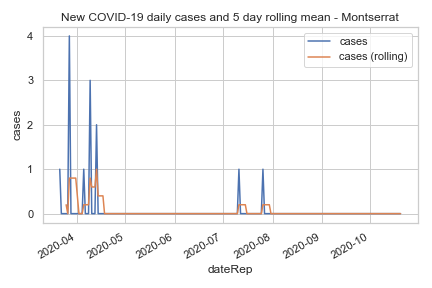 New COVID-19 daily cases and 5 day rolling mean - Montserrat
cases
cases (rolling)
4
3
2
1
0
cases
2020-04
2020-05
2020-06
2020-07
2020-08
2020-09
2020-10
dateRep